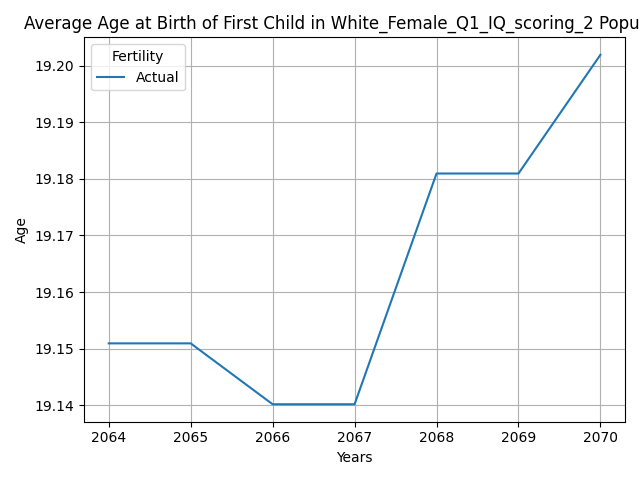 Average Age at Birth of First Child in White_Female_Q1_IQ_scoring_2 Popu
Fertility
Actual
19.20
19.19
19.18
19.17
19.16
19.15
19.14
Age
2064 2065 2066 2067 2068 2069 2070
Years